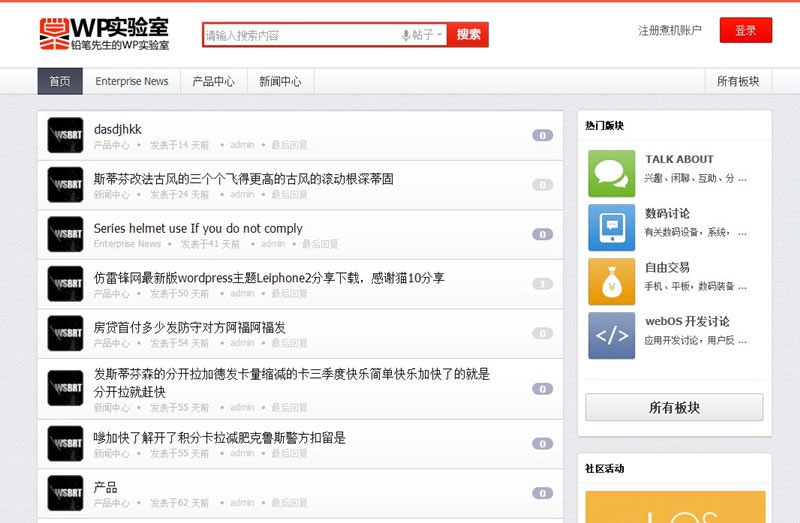 WP实验室
铅笔先生的WP实验室
请输入搜索内容
帖子
搜索
注册煮机账户
登录
首页
Enterprise News
产品中心
新闻中心
所有板块
WSBRT
dasdjhkk
产品中心 • 发表于14 天前 • admin • 最后回复
0
WSBRT
斯蒂芬改法古风的三个个飞得更高的古风的滚动根深蒂固
新闻中心 • 发表于24 天前 • admin • 最后回复
0
WSBRT
Series helmet use If you do not comply
Enterprise News • 发表于41 天前 • admin • 最后回复
0
WSBRT
仿雷锋网最新版wordpress主题Leiphone2分享下载，感谢猫10分享
产品中心 • 发表于50 天前 • admin • 最后回复
1
WSBRT
房贷首付多少发防守对方阿福阿福发
产品中心 • 发表于54 天前 • admin • 最后回复
0
WSBRT
发斯蒂芬森的分开拉加德发卡量缩减的卡三季度快乐简单快乐加快了的就是
分开拉就赶快
新闻中心 • 发表于55 天前 • admin • 最后回复
0
WSBRT
嗲加快了解开了积分卡拉减肥克鲁斯警方扣留是
新闻中心 • 发表于55 天前 • admin • 最后回复
0
WSBRT
产品
产品中心 • 发表于62 天前 • admin • 最后回复
0
热门版块
TALK ABOUT
兴趣、闲聊、互助、分 ...
数码讨论
有关数码设备，系统， ...
自由交易
手机、平板，数码装备 ...
</>
webOS 开发讨论
应用开发讨论，用户反 ...
所有板块
社区活动